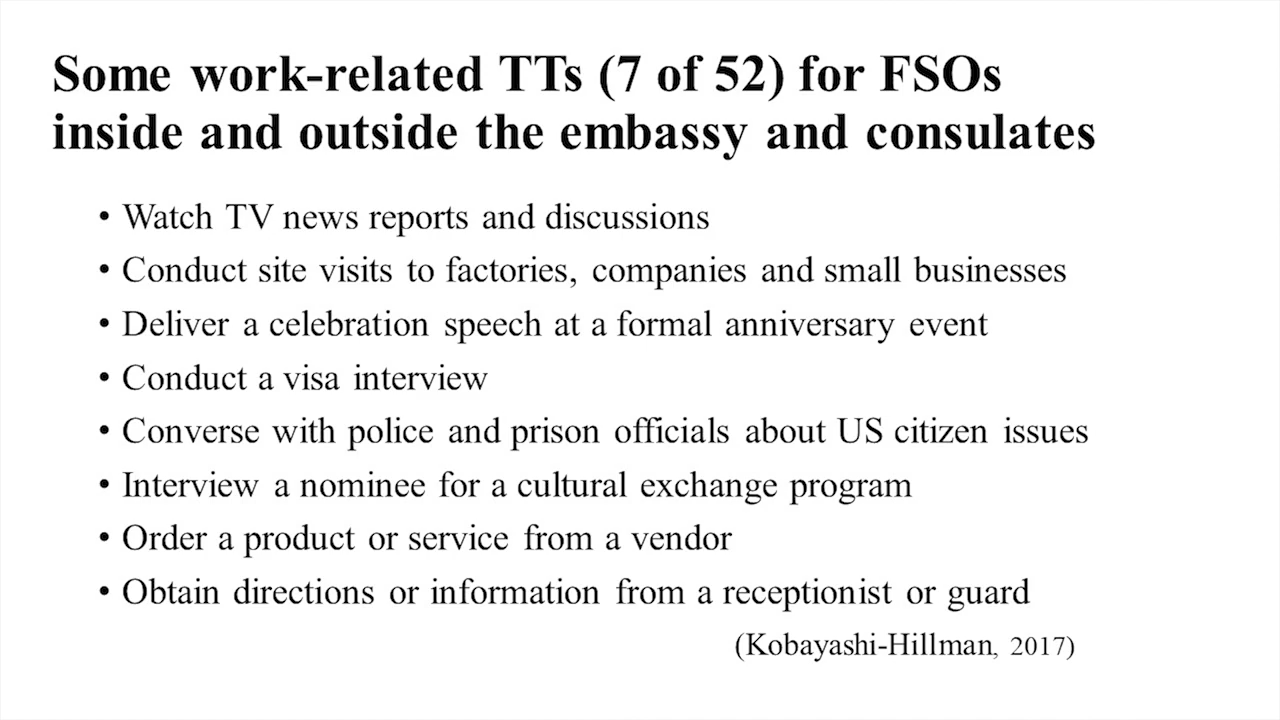 Some work-related TTs (7 of 52) for FSOs
inside and outside the embassy and consulates
• Watch TV news reports and discussions
• Conduct site visits to factories, companies and small businesses
• Deliver a celebration speech at a formal anniversary event
• Conduct a visa interview
• Converse with police and prison officials about US citizen issues
• Interview a nominee for a cultural exchange program
• Order a product or service from a vendor
• Obtain directions or information from a receptionist or guard
(Kobayashi-Hillman, 2017)